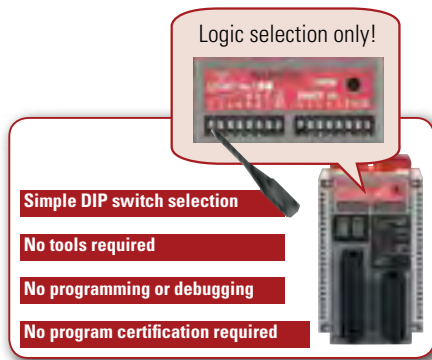 Logic selection only!
Simple DIP switch selection
No tools required
No programming or debugging
No program certification required